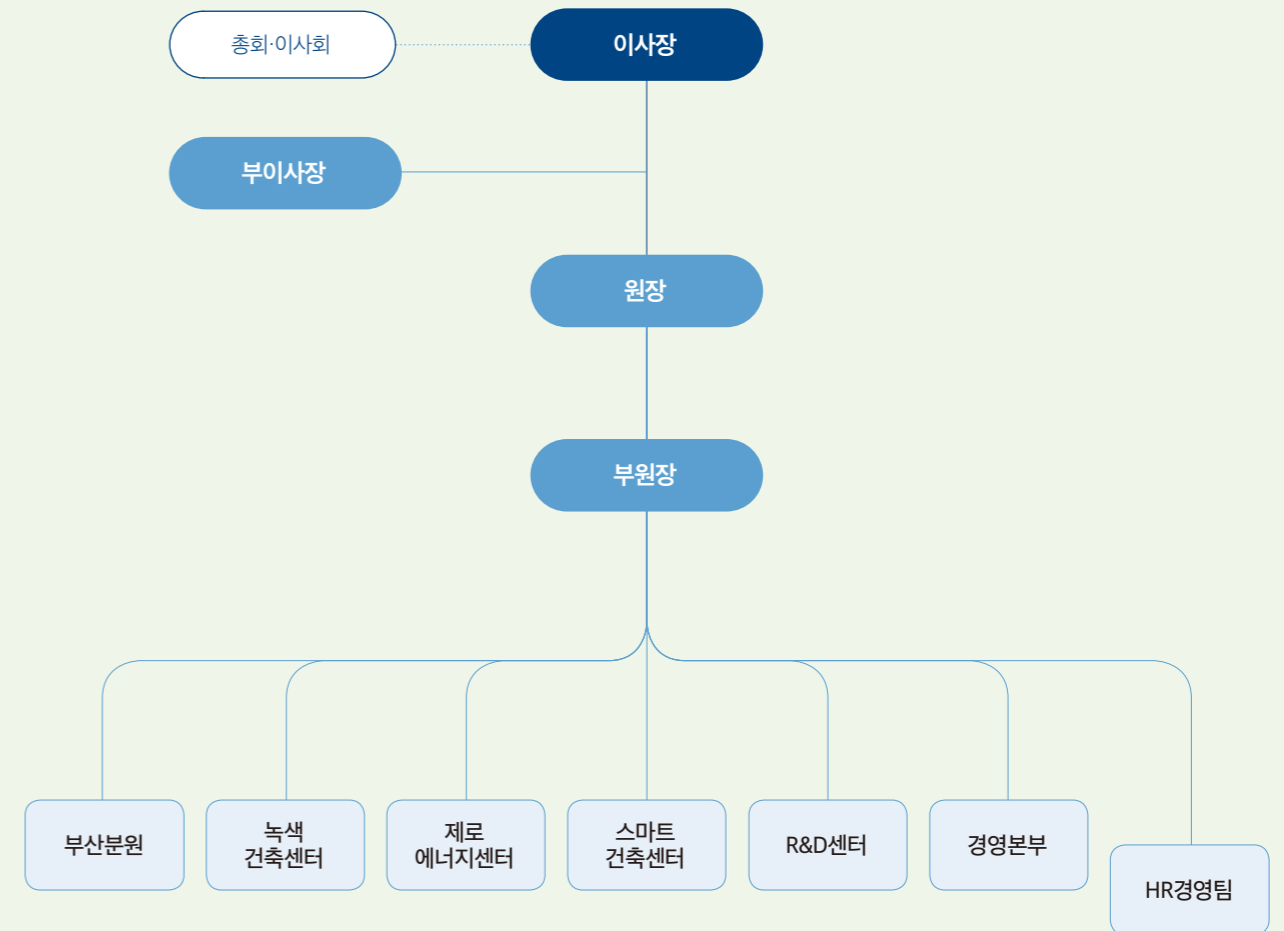 총회·이사회
이사장
부이사장
원장
부원장
부산분원
녹색
건축센터
제로
에너지센터
스마트
건축센터
R&D센터
경영본부
HR경영팀